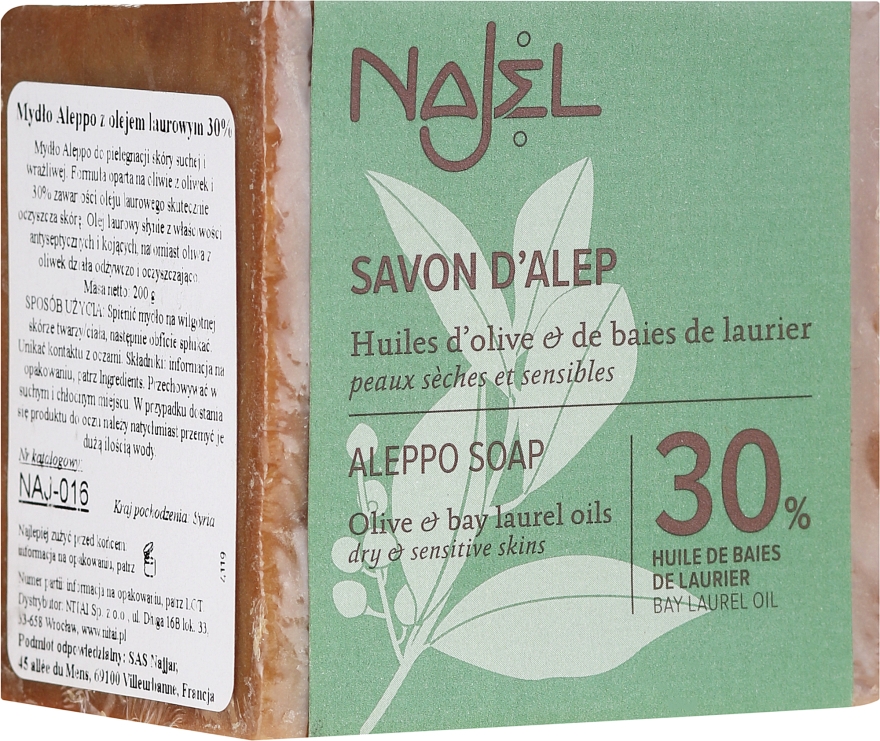 Mydło Aleppo z olejem laurowym 30%
Mydło Aleppo do pielęgnacji skóry suchej i
wrażliwej. Formuła oparta na oliwie z oliwek i
30% zawartości oleju laurowego skutecznie
oczyszcza skórę. Olej laurowy słynie z właściwości
antyseptycznych i kojących, natomiast oliwa z
oliwek działa odżywczo i oczyszczająco.
Masa netto: 200 g
SPOSÓB UŻYCIA: Spienić mydło na wilgotnej
skórze twarzy/ciała, następnie obficie spłukać.
Unikać kontaktu z oczami. Składniki: informacja na
opakowaniu, patrz Ingredients. Przechowywać w
suchym i chłodnym miejscu. W przypadku dostania
się produktu do oczu należy natychmiast przemyć je
dużą ilością wody.
Nr katalogowy:
NAJ-016
Kraj pochodzenia: Syria
Najlepiej zużyć przed końcem:
informacja na opakowaniu, patrz
Numer partii: informacja na opakowaniu, patrz LOT
Dystrybutor: NTIAI Sp. z o.o., ul. Długa 16B lok. 33,
53-658 Wrocław, www.ntiai.pl
Podmiot odpowiedzialny: SAS Najjar,
45 allée du Mens, 69100 Villeurbanne, Francja
NAJEL
SAVON D'ALEP
Huiles d'olive & de baies de laurier
peaux sèches et sensibles
ALEPPO SOAP
Olive & bay laurel oils
dry & sensitive skins
30%
HUILE DE BAIES
DE LAURIER
BAY LAUREL OIL